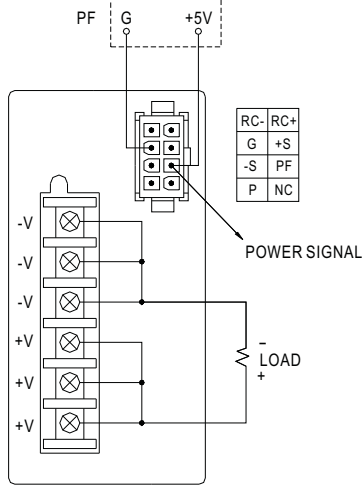 PF G +5V
RC- RC+
G +S
-S PF
P NC
POWER SIGNAL
-V
-V
-V
+V
+V
+V
-
LOAD
+